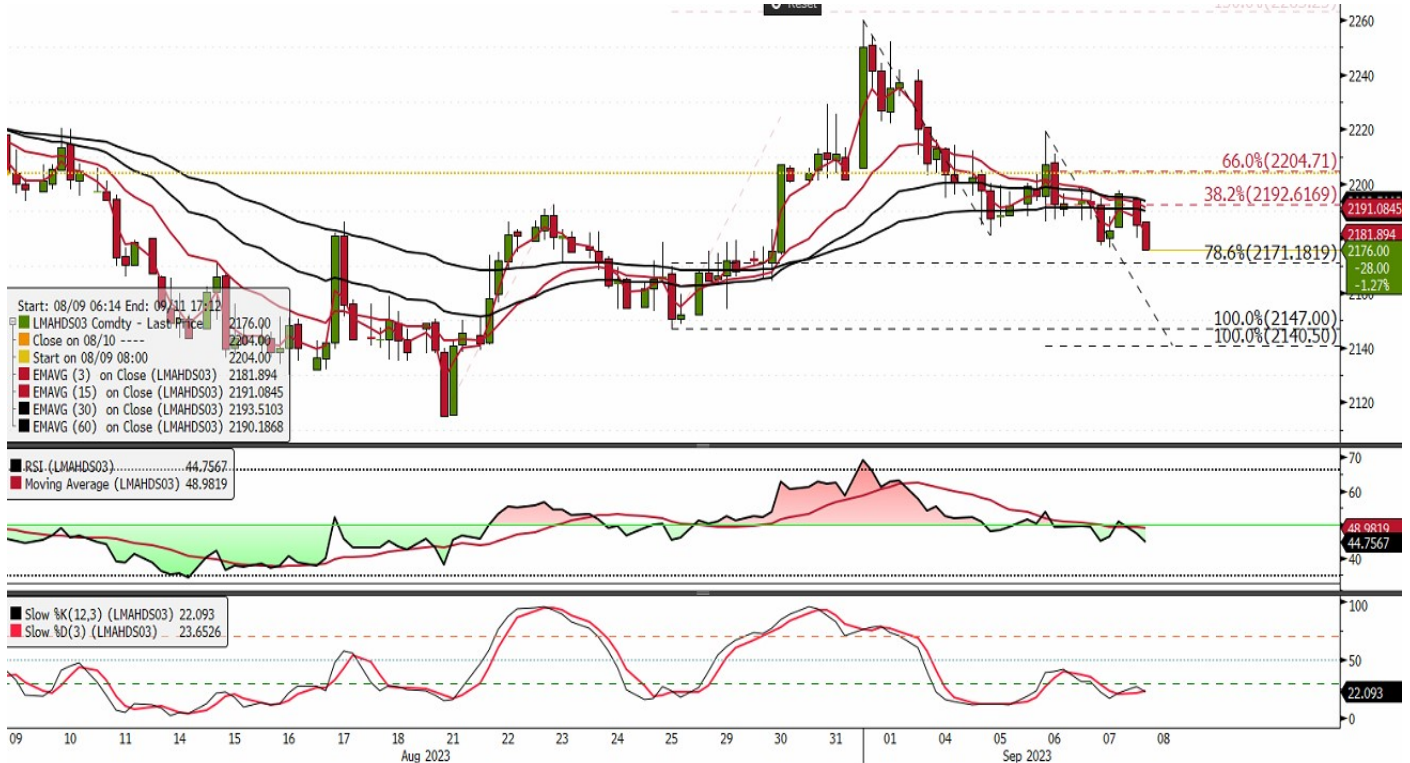 Reset
2260
2240
2220
66.0%(2204.71)
2200
38.2%(2192.6169)
2191.0845
2181.894
78.6%(2171.1819)
2176.00
-28.00
-1.27%
Start: 08/09 06:14 End: 09/11 17:12
LMAHDS03 Comdty - Last Price 2176.00
Close on 08/10 ---- 2204.00
Start on 08/09 08:00 2204.00
EMAVG (3) on Close (LMAHDS03) 2181.894
EMAVG (15) on Close (LMAHDS03) 2191.0845
EMAVG (30) on Close (LMAHDS03) 2193.5103
EMAVG (60) on Close (LMAHDS03) 2190.1868
100.0%(2147.00)
100.0%(2140.50)
2140
2120
RSI (LMAHDS03) 44.7567
Moving Average (LMAHDS03) 48.9819
70
60
48.9819
44.7567
40
Slow %K(12,3) (LMAHDS03) 22.093
Slow %D(3) (LMAHDS03) 23.6526
100
50
22.093
0
09 10 11 14 15 16 17 18 21 22 23 24 25 28 29 30 31 01 04 05 06 07 08
Aug 2023 Sep 2023